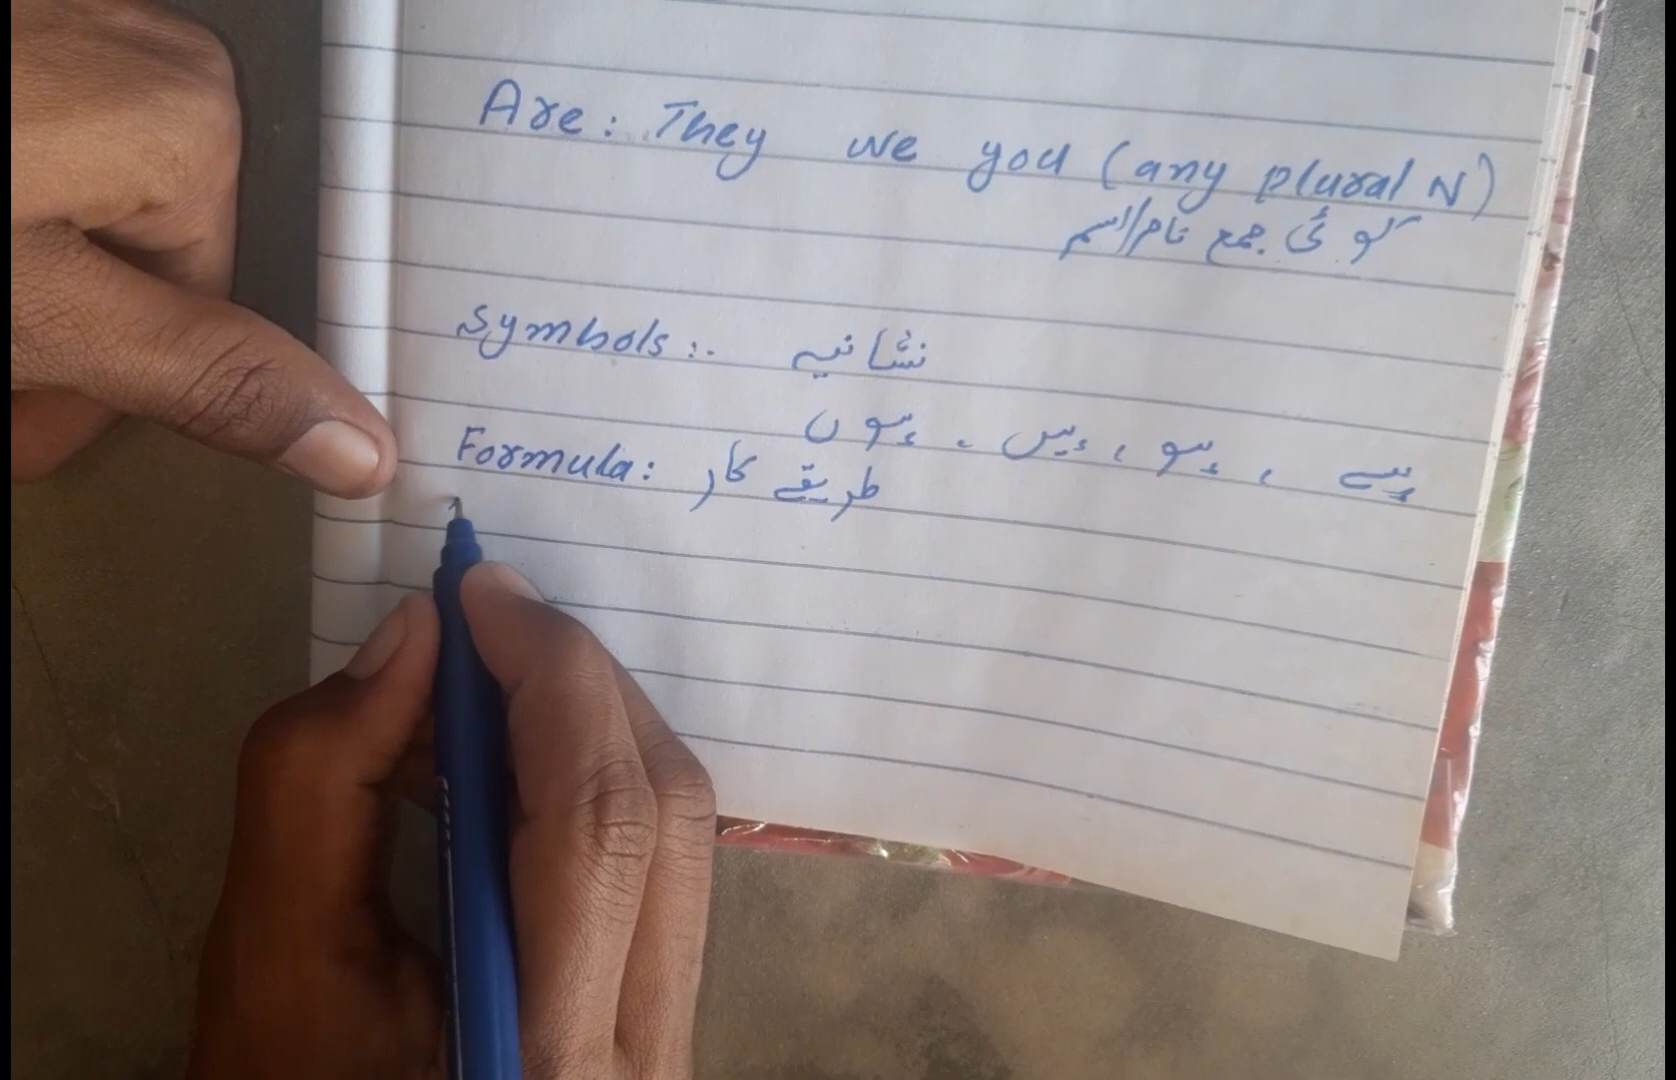 Are: They we you (any plural N)
کوئی جمع نام/اسم
Symbols :- نشانیہ
ہے ، ہو ، ہیں ، ہوں
Formula: طریقے کار